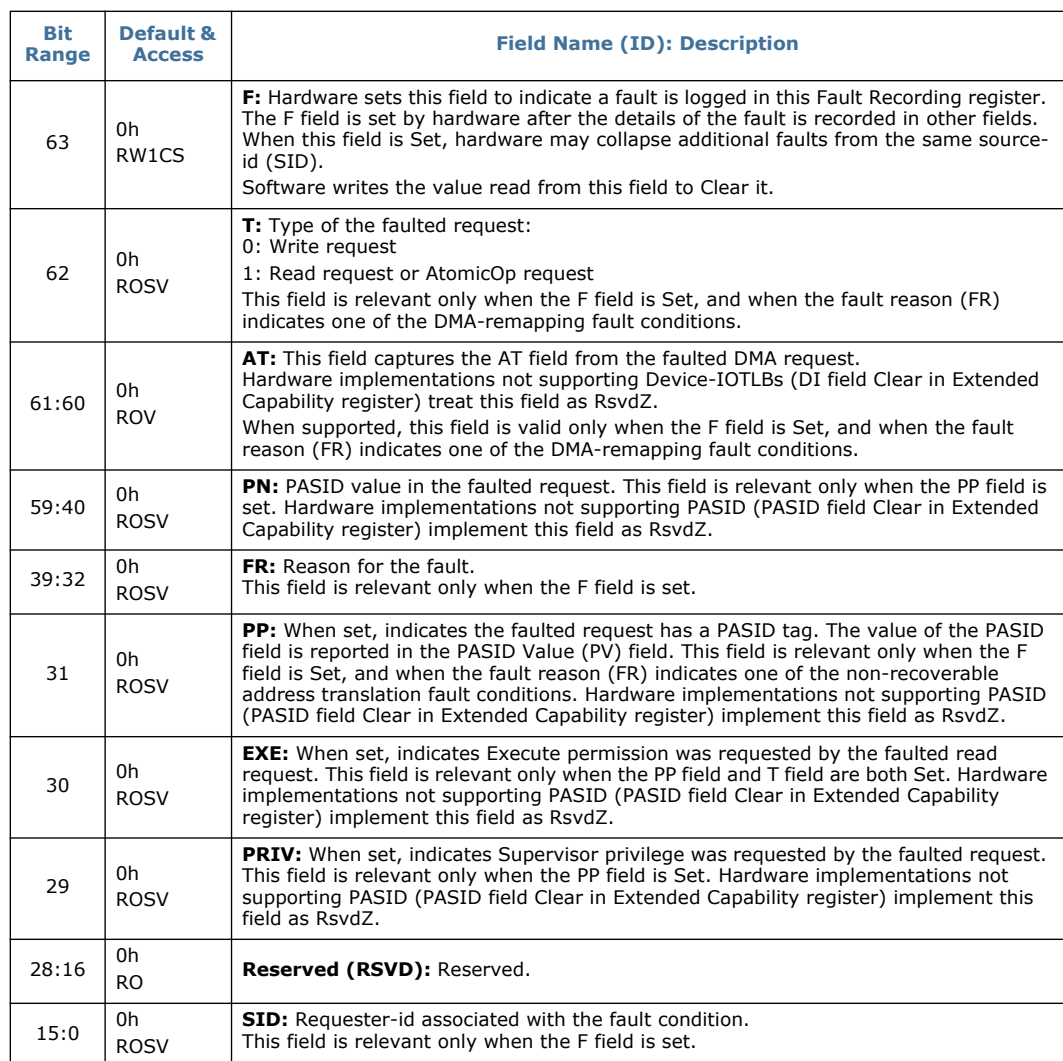 Bit Range
Default & Access
Field Name (ID): Description
63
0h
RW1CS
F: Hardware sets this field to indicate a fault is logged in this Fault Recording register.
The F field is set by hardware after the details of the fault is recorded in other fields.
When this field is Set, hardware may collapse additional faults from the same source-
id (SID).
Software writes the value read from this field to Clear it.
62
0h
ROSV
T: Type of the faulted request:
0: Write request
1: Read request or AtomicOp request
This field is relevant only when the F field is Set, and when the fault reason (FR)
indicates one of the DMA-remapping fault conditions.
61:60
0h
ROV
AT: This field captures the AT field from the faulted DMA request.
Hardware implementations not supporting Device-IOTLBs (DI field Clear in Extended
Capability register) treat this field as RsvdZ.
When supported, this field is valid only when the F field is Set, and when the fault
reason (FR) indicates one of the DMA-remapping fault conditions.
59:40
0h
ROSV
PN: PASID value in the faulted request. This field is relevant only when the PP field is
set. Hardware implementations not supporting PASID (PASID field Clear in Extended
Capability register) implement this field as RsvdZ.
39:32
0h
ROSV
FR: Reason for the fault.
This field is relevant only when the F field is set.
31
0h
ROSV
PP: When set, indicates the faulted request has a PASID tag. The value of the PASID
field is reported in the PASID Value (PV) field. This field is relevant only when the F
field is Set, and when the fault reason (FR) indicates one of the non-recoverable
address translation fault conditions. Hardware implementations not supporting PASID
(PASID field Clear in Extended Capability register) implement this field as RsvdZ.
30
0h
ROSV
EXE: When set, indicates Execute permission was requested by the faulted read
request. This field is relevant only when the PP field and T field are both Set. Hardware
implementations not supporting PASID (PASID field Clear in Extended Capability
register) implement this field as RsvdZ.
29
0h
ROSV
PRIV: When set, indicates Supervisor privilege was requested by the faulted request.
This field is relevant only when the PP field is Set. Hardware implementations not
supporting PASID (PASID field Clear in Extended Capability register) implement this
field as RsvdZ.
28:16
0h
RO
Reserved (RSVD): Reserved.
15:0
0h
ROSV
SID: Requester-id associated with the fault condition.
This field is relevant only when the F field is set.